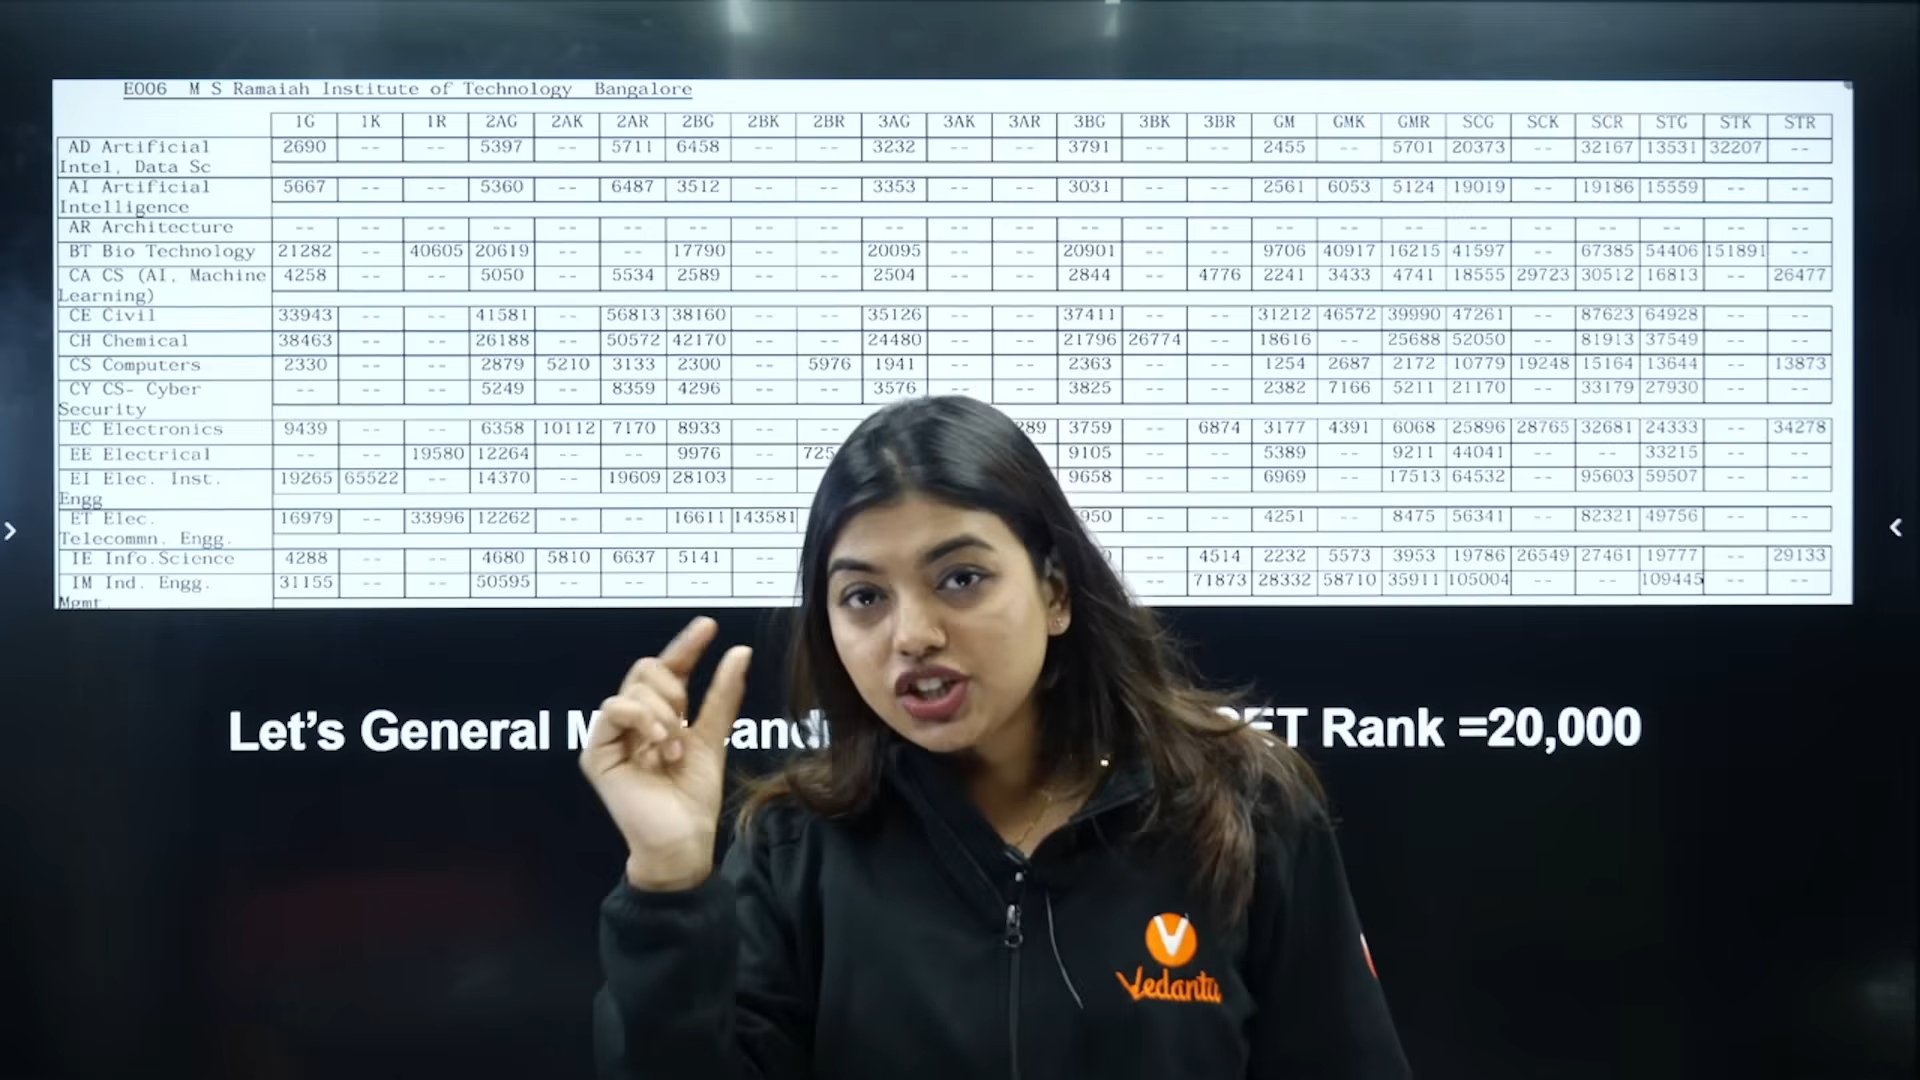 E006 M S Ramaiah Institute of Technology Bangalore
1G 1K 1R 2AG 2AK 2AR 2BG 2BK 2BR 3AG 3AK 3AR 3BG 3BK 3BR GM GMK GMR SCG SCK SCR STG STK STR
AD Artificial Intel, Data Sc 2690 -- -- 5397 -- 5711 6458 -- -- 3232 -- -- 3791 -- -- 2455 -- 5701 20373 -- 32167 13531 32207 --
AI Artificial Intelligence 5667 -- -- 5360 -- 6487 3512 -- -- 3353 -- -- 3031 -- -- 2561 6053 5124 19019 -- 19186 15559 -- --
AR Architecture -- -- -- -- -- -- -- -- -- -- -- -- -- -- -- -- -- -- -- -- -- -- -- --
BT Bio Technology 21282 -- 40605 20619 -- -- 17790 -- -- 20095 -- -- 20901 -- -- 9706 40917 16215 41597 -- 67385 54406 151891 --
CA CS (AI, Machine Learning) 4258 -- -- 5050 -- 5534 2589 -- -- 2504 -- -- 2844 -- 4776 2241 3433 4741 18555 29723 30512 16813 -- 26477
CE Civil 33943 -- -- 41581 -- 56813 38160 -- -- 35126 -- -- 37411 -- -- 31212 46572 39990 47261 -- 87623 64928 -- --
CH Chemical 38463 -- -- 26188 -- 50572 42170 -- -- 24480 -- -- 21796 26774 -- 18616 -- 25688 52050 -- 81913 37549 -- --
CS Computers 2330 -- -- 2879 5210 3133 2300 -- 5976 1941 -- -- 2363 -- -- 1254 2687 2172 10779 19248 15164 13644 -- 13873
CY CS- Cyber Security -- -- -- 5249 -- 8359 4296 -- -- 3576 -- -- 3825 -- -- 2382 7166 5211 21170 -- 33179 27930 -- --
EC Electronics 9439 -- -- 6358 10112 7170 8933 -- -- 289 3759 -- 6874 3177 4391 6068 25896 28765 32681 24333 -- 34278
EE Electrical -- -- 19580 12264 -- -- 9976 -- 725 9105 -- -- 5389 -- 9211 44041 -- -- 33215 -- --
EI Elec. Inst. Engg 19265 65522 -- 14370 -- 19609 28103 -- 9658 -- -- 6969 -- 17513 64532 -- 95603 59507 -- --
ET Elec. Telecommn. Engg. 16979 -- 33996 12262 -- -- 16611 143581 950 -- -- 4251 -- 8475 56341 -- 82321 49756 -- --
IE Info.Science 4288 -- -- 4680 5810 6637 5141 -- -- 4514 2232 5573 3953 19786 26549 27461 19777 -- 29133
IM Ind. Engg. Mgmt. 31155 -- -- 50595 -- -- -- -- -- 71873 28332 58710 35911 105004 -- -- 109445 -- --
Let's General Rank =20,000
Vedantu